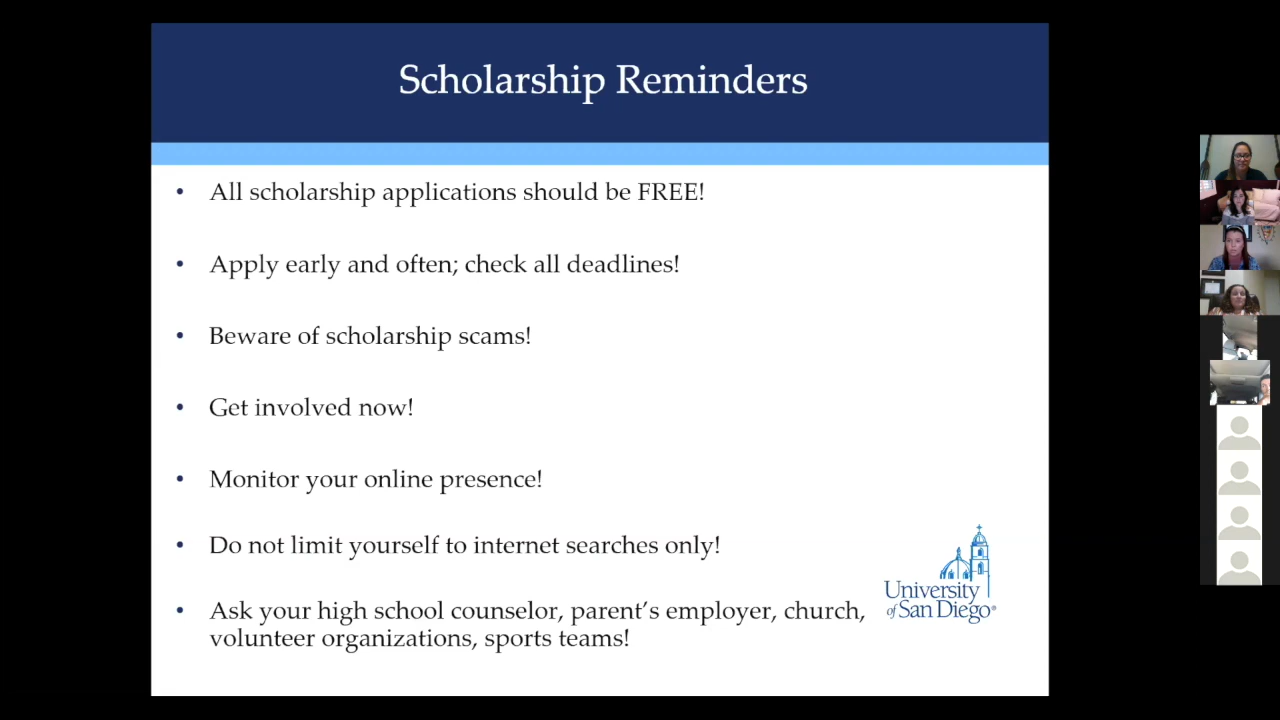 Scholarship Reminders
• All scholarship applications should be FREE!
• Apply early and often; check all deadlines!
• Beware of scholarship scams!
• Get involved now!
• Monitor your online presence!
• Do not limit yourself to internet searches only!
• Ask your high school counselor, parent's employer, church,
volunteer organizations, sports teams!
University
of San Diego®